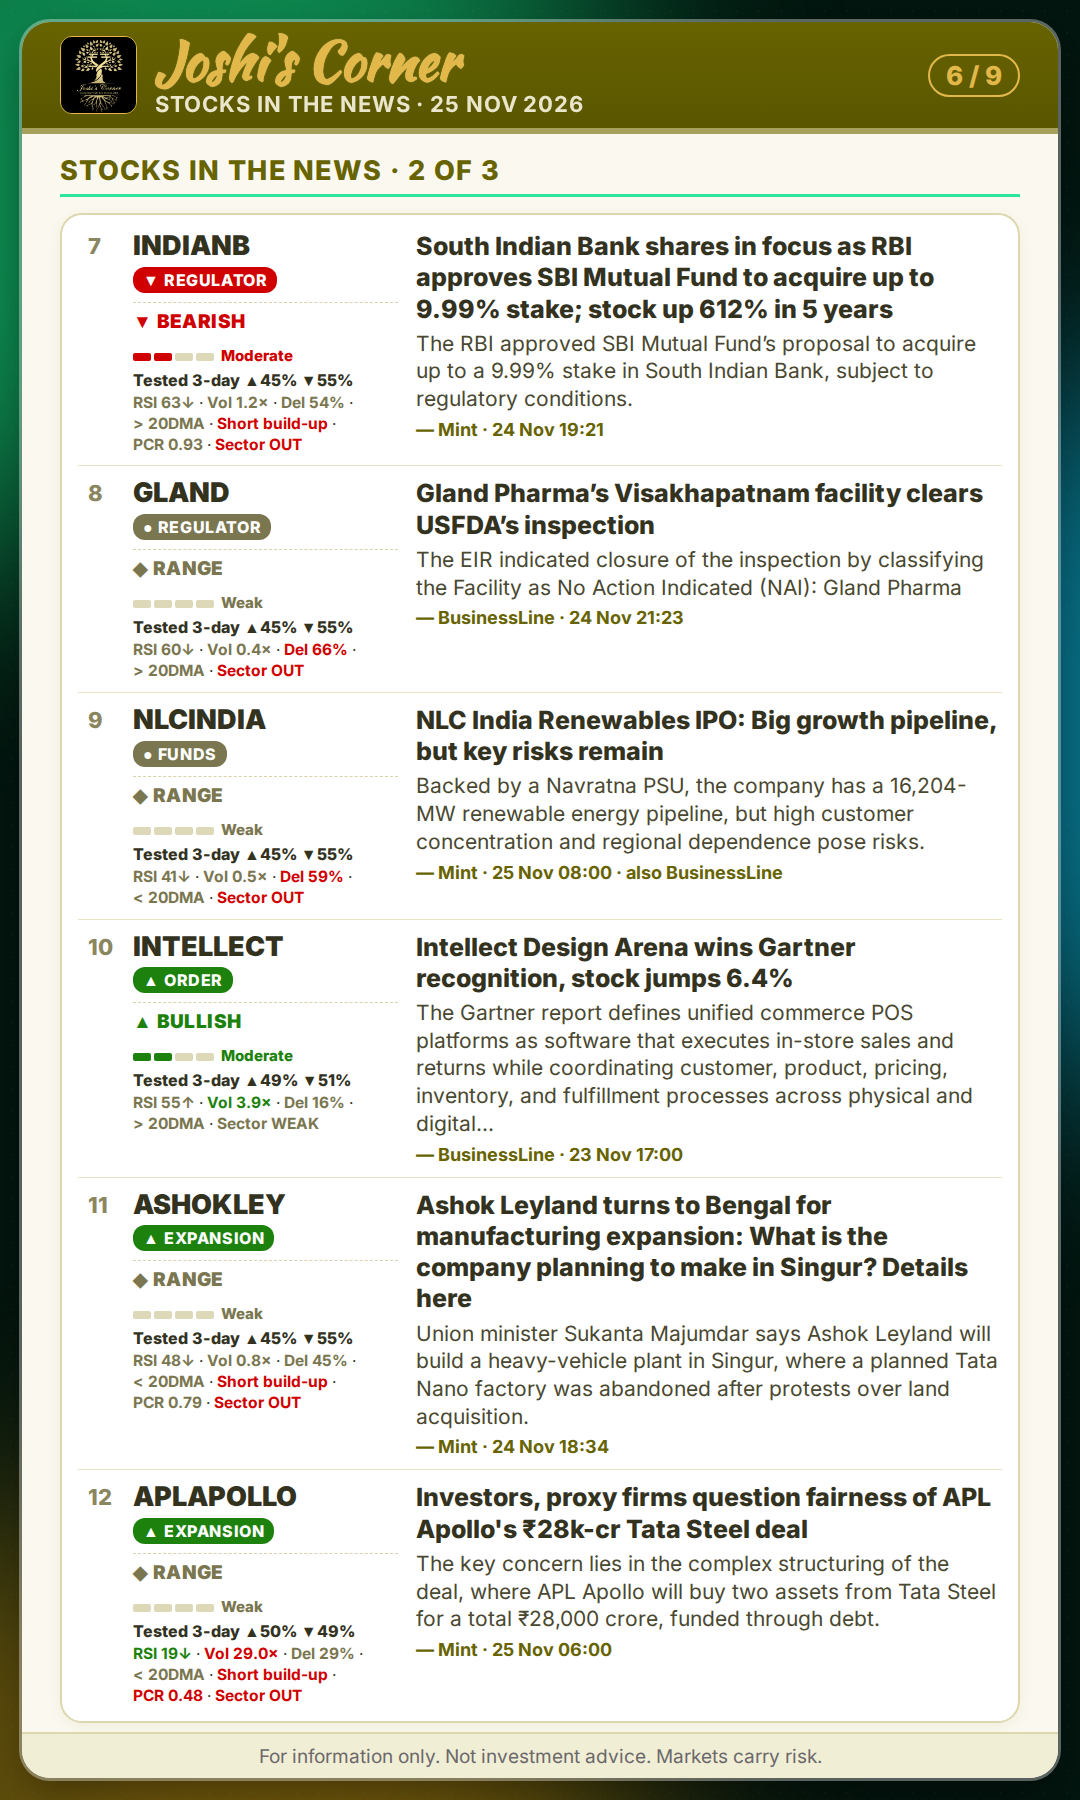 Joshi's Corner
Joshi's Corner
STOCKS IN THE NEWS · 25 NOV 2026
6 / 9
STOCKS IN THE NEWS · 2 OF 3
7
INDIANB
▼ REGULATOR
▼ BEARISH
Moderate
Tested 3-day ▲45% ▼55%
RSI 63↓ · Vol 1.2× · Del 54% ·
> 20DMA · Short build-up ·
PCR 0.93 · Sector OUT
South Indian Bank shares in focus as RBI
approves SBI Mutual Fund to acquire up to
9.99% stake; stock up 612% in 5 years
The RBI approved SBI Mutual Fund’s proposal to acquire
up to a 9.99% stake in South Indian Bank, subject to
regulatory conditions.
— Mint · 24 Nov 19:21
8
GLAND
● REGULATOR
◆ RANGE
Weak
Tested 3-day ▲45% ▼55%
RSI 60↓ · Vol 0.4× · Del 66% ·
> 20DMA · Sector OUT
Gland Pharma’s Visakhapatnam facility clears
USFDA’s inspection
The EIR indicated closure of the inspection by classifying
the Facility as No Action Indicated (NAI): Gland Pharma
— BusinessLine · 24 Nov 21:23
9
NLCINDIA
● FUNDS
◆ RANGE
Weak
Tested 3-day ▲45% ▼55%
RSI 41↓ · Vol 0.5× · Del 59% ·
< 20DMA · Sector OUT
NLC India Renewables IPO: Big growth pipeline,
but key risks remain
Backed by a Navratna PSU, the company has a 16,204-
MW renewable energy pipeline, but high customer
concentration and regional dependence pose risks.
— Mint · 25 Nov 08:00 · also BusinessLine
10
INTELLECT
▲ ORDER
▲ BULLISH
Moderate
Tested 3-day ▲49% ▼51%
RSI 55↑ · Vol 3.9× · Del 16% ·
> 20DMA · Sector WEAK
Intellect Design Arena wins Gartner
recognition, stock jumps 6.4%
The Gartner report defines unified commerce POS
platforms as software that executes in-store sales and
returns while coordinating customer, product, pricing,
inventory, and fulfillment processes across physical and
digital…
— BusinessLine · 23 Nov 17:00
11
ASHOKLEY
▲ EXPANSION
◆ RANGE
Weak
Tested 3-day ▲45% ▼55%
RSI 48↓ · Vol 0.8× · Del 45% ·
< 20DMA · Short build-up ·
PCR 0.79 · Sector OUT
Ashok Leyland turns to Bengal for
manufacturing expansion: What is the
company planning to make in Singur? Details
here
Union minister Sukanta Majumdar says Ashok Leyland will
build a heavy-vehicle plant in Singur, where a planned Tata
Nano factory was abandoned after protests over land
acquisition.
— Mint · 24 Nov 18:34
12
APLAPOLLO
▲ EXPANSION
◆ RANGE
Weak
Tested 3-day ▲50% ▼49%
RSI 19↓ · Vol 29.0× · Del 29% ·
< 20DMA · Short build-up ·
PCR 0.48 · Sector OUT
Investors, proxy firms question fairness of APL
Apollo's ₹28k-cr Tata Steel deal
The key concern lies in the complex structuring of the
deal, where APL Apollo will buy two assets from Tata Steel
for a total ₹28,000 crore, funded through debt.
— Mint · 25 Nov 06:00
For information only. Not investment advice. Markets carry risk.